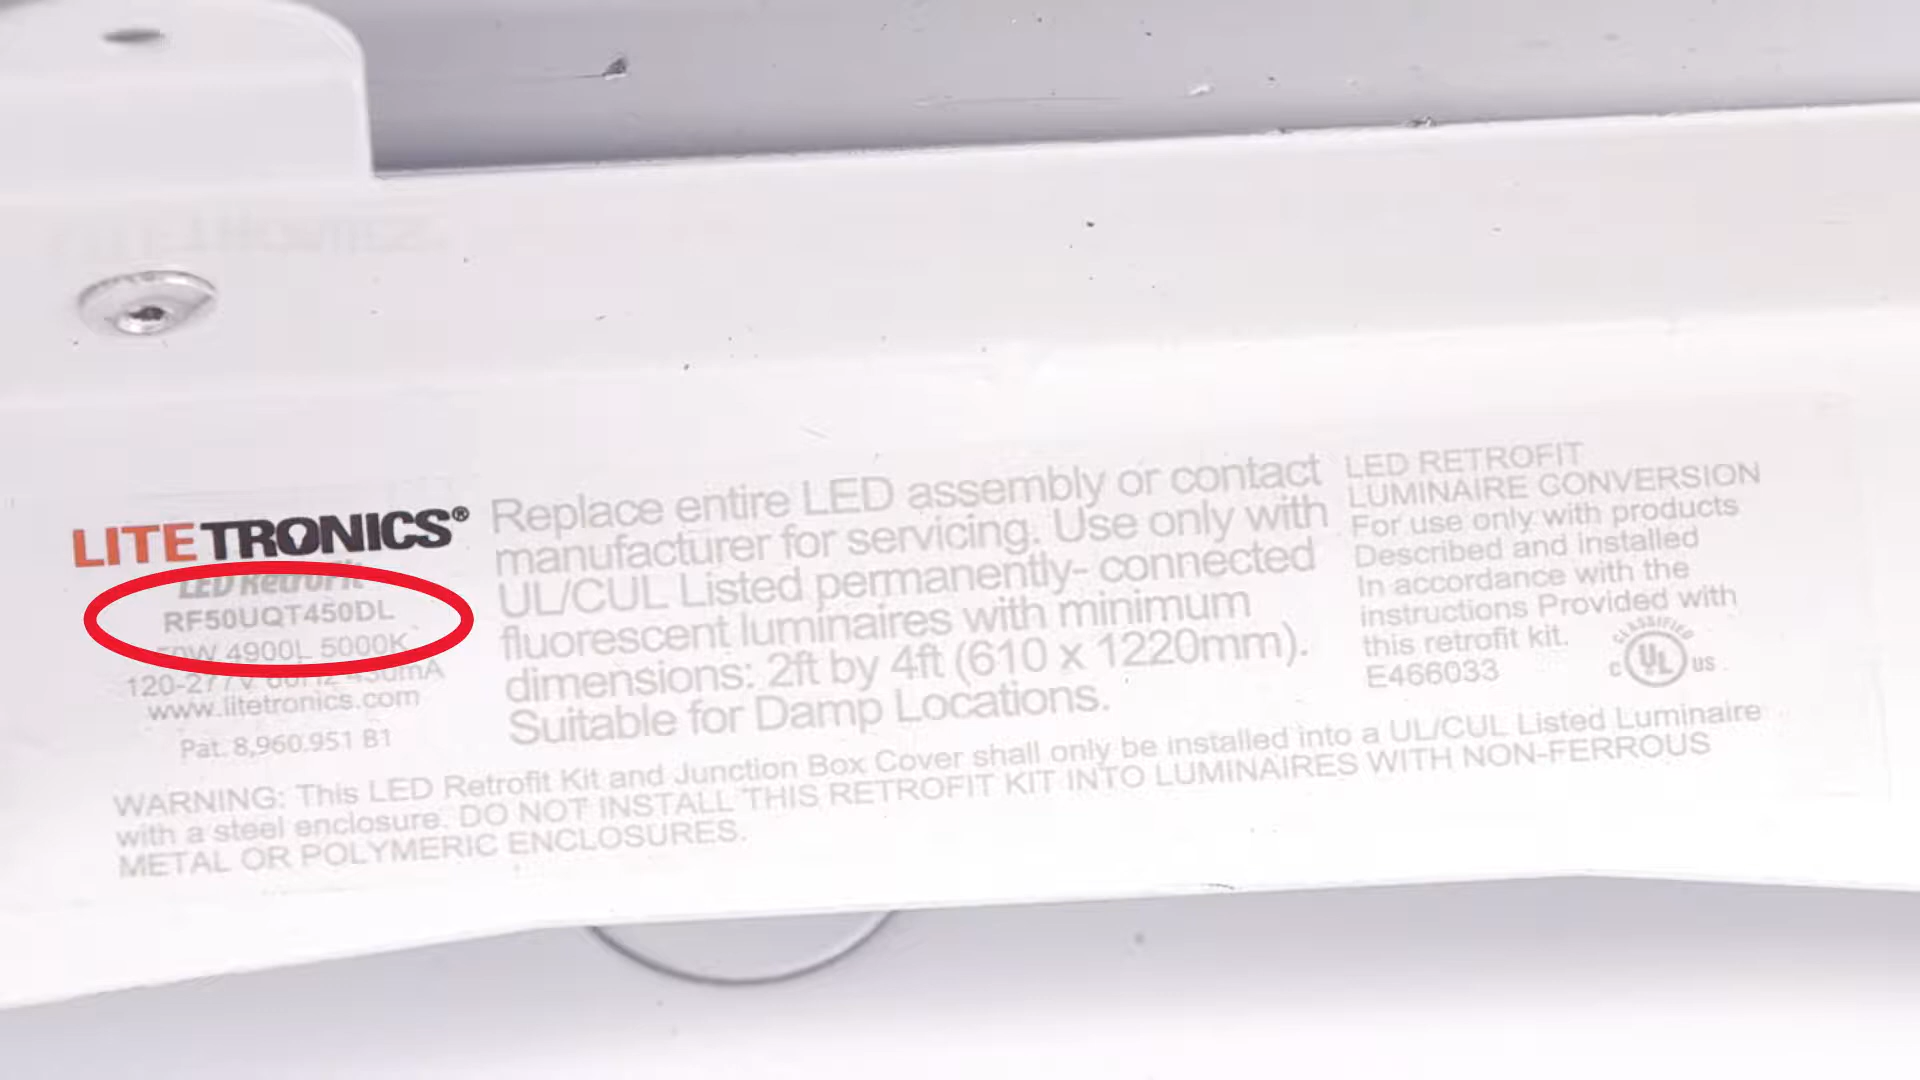 LITETRONICS®
LED Retrofit
RF50UQT450DL
50W 4900L 5000K
120-277V 60Hz 450mA
www.litetronics.com
Pat. 8,960,951 B1
Replace entire LED assembly or contact
manufacturer for servicing. Use only with
UL/CUL Listed permanently- connected
fluorescent luminaires with minimum
dimensions: 2ft by 4ft (610 x 1220mm).
Suitable for Damp Locations.
LED RETROFIT
LUMINAIRE CONVERSION
For use only with products
Described and installed
In accordance with the
instructions Provided with
this retrofit kit.
E466033
CLASSIFIED
C UL US
WARNING: This LED Retrofit Kit and Junction Box Cover shall only be installed into a UL/CUL Listed Luminaire
with a steel enclosure. DO NOT INSTALL THIS RETROFIT KIT INTO LUMINAIRES WITH NON-FERROUS
METAL OR POLYMERIC ENCLOSURES.